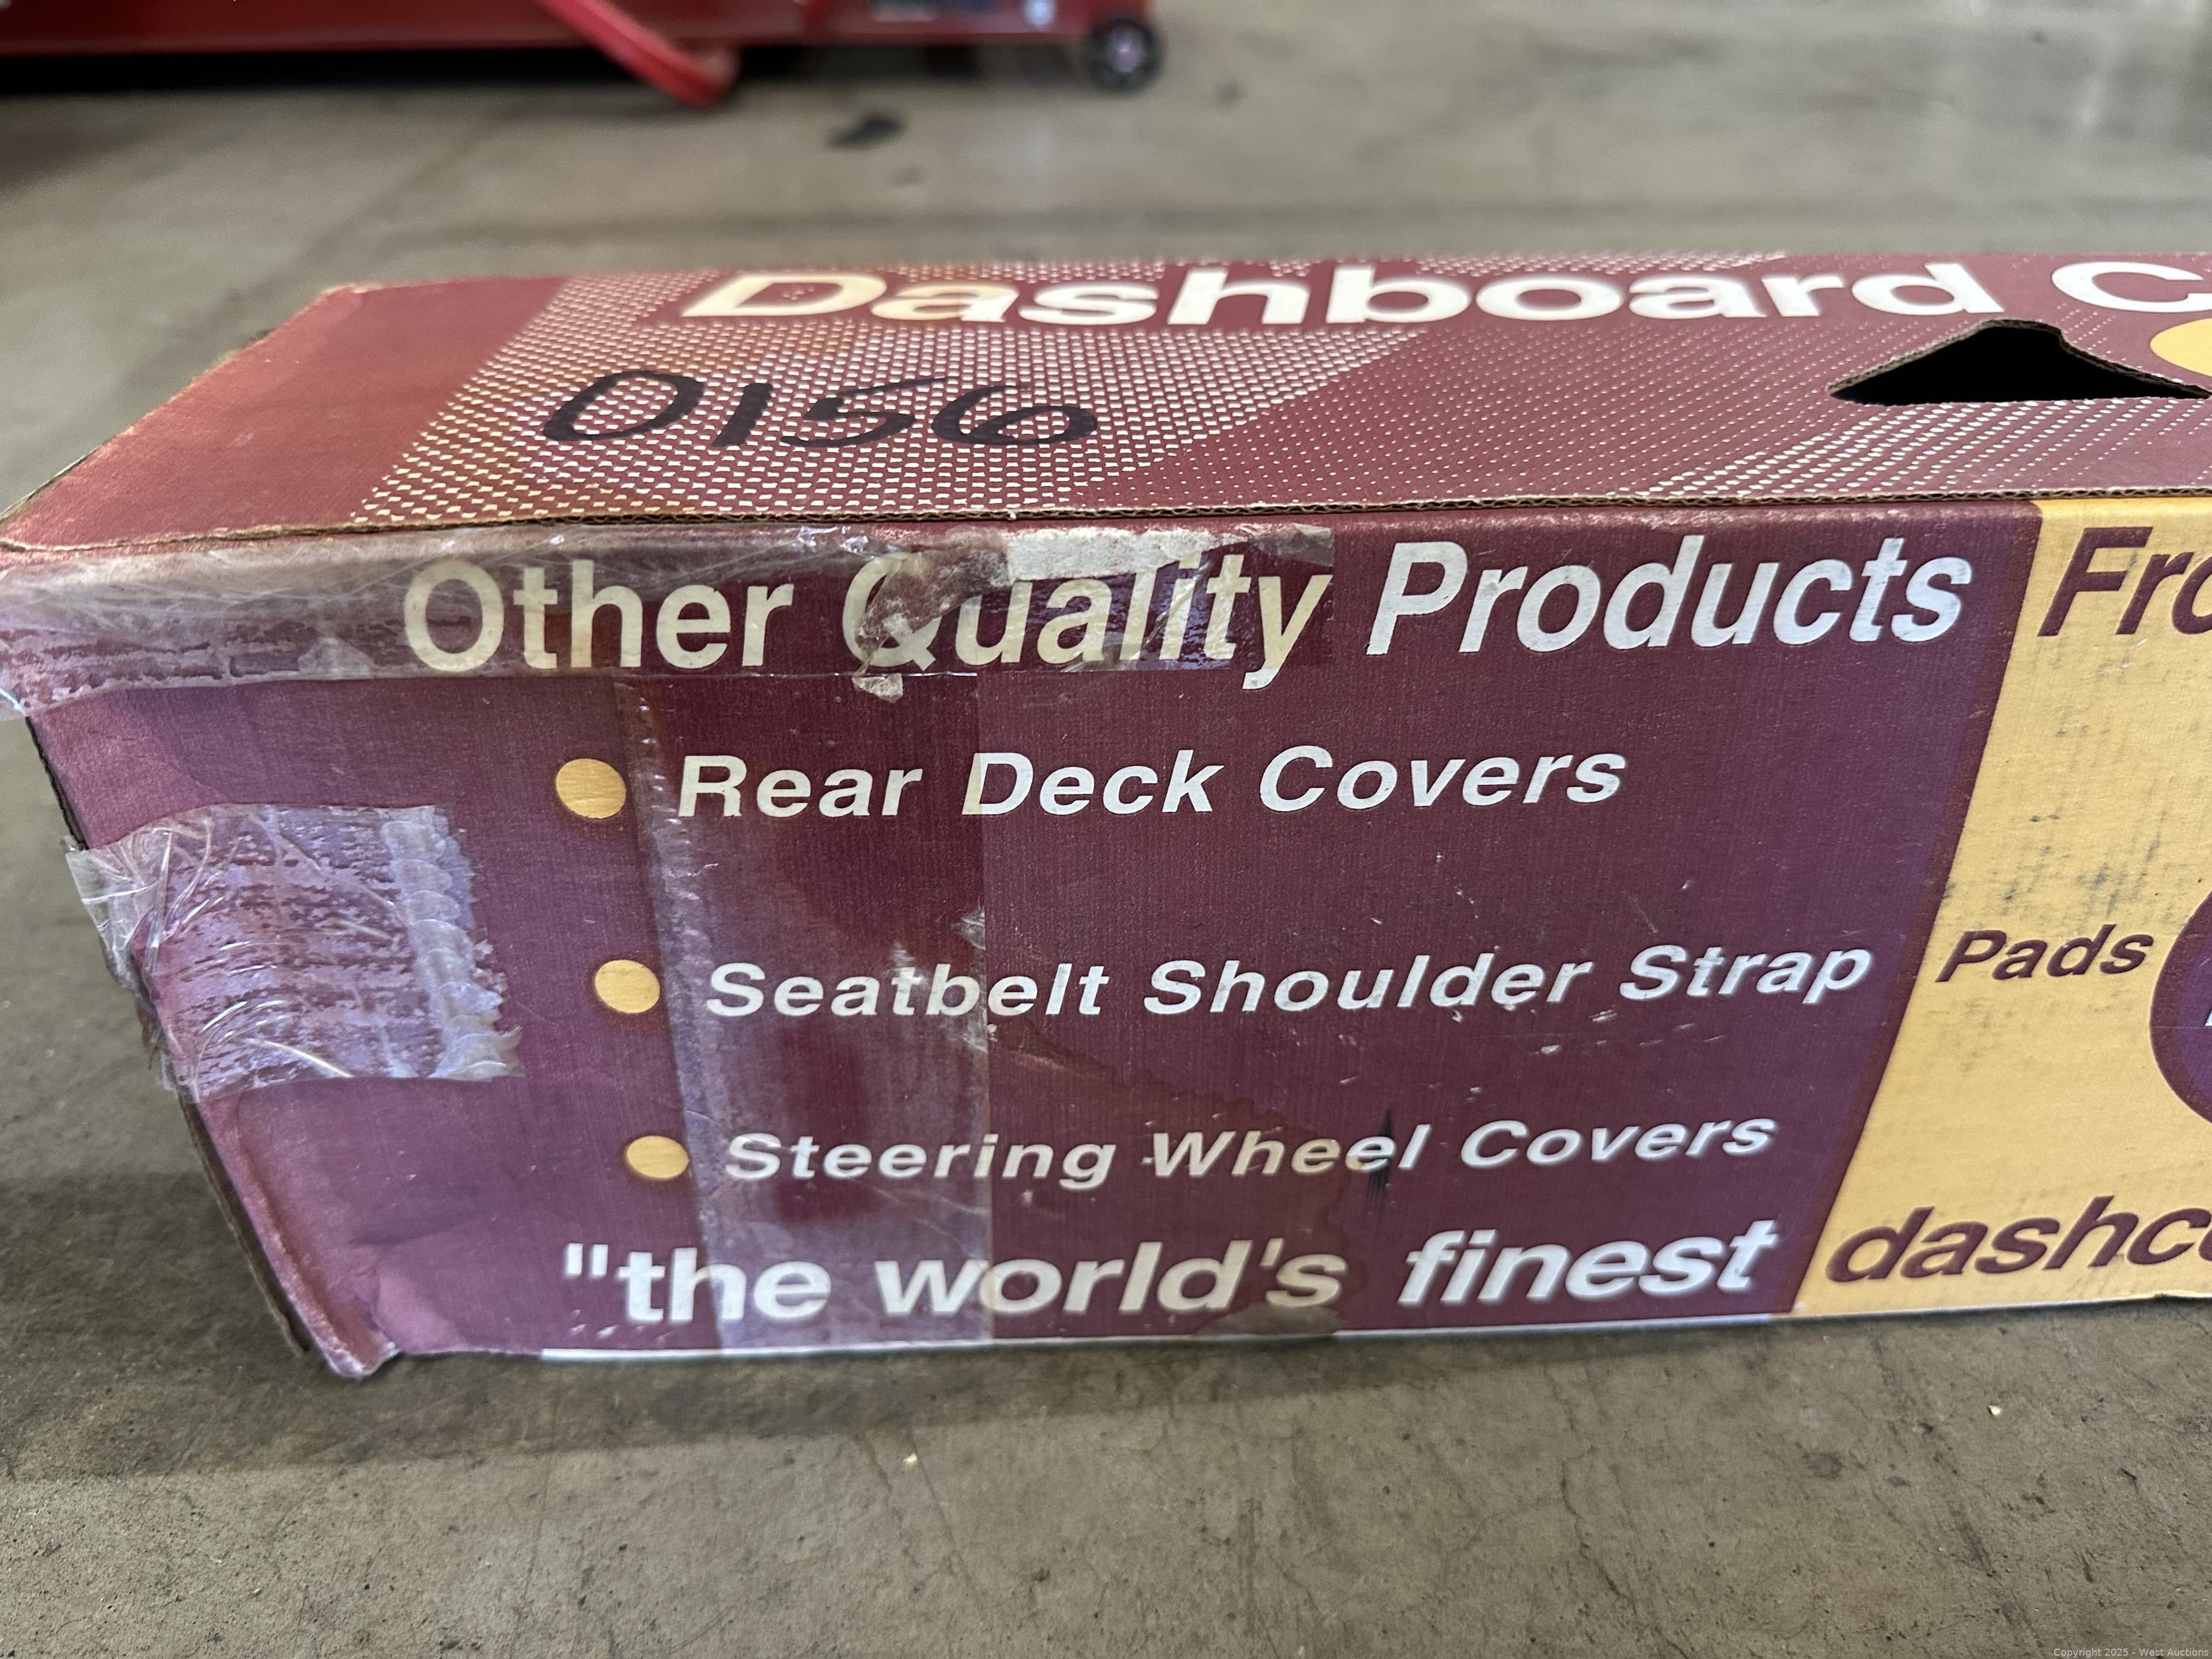 Dashboard C
0156
Other Quality Products Fro
Rear Deck Covers
Seatbelt Shoulder Strap Pads
Steering Wheel Covers
"the world's finest dashco
Copyright 2025 - West Auctions